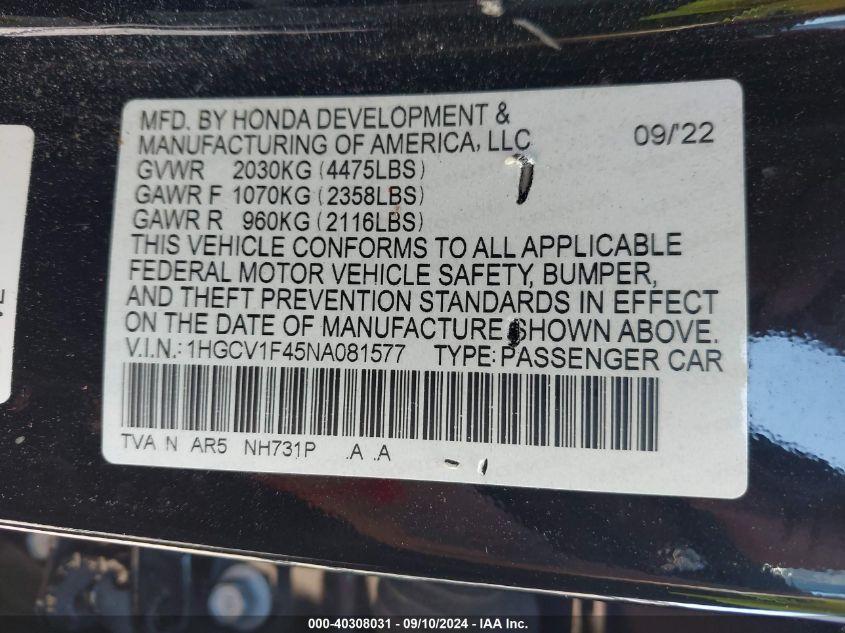 MFD. BY HONDA DEVELOPMENT &
MANUFACTURING OF AMERICA, LLC 09/'22
GVWR 2030KG (4475LBS)
GAWR F 1070KG (2358LBS)
GAWR R 960KG (2116LBS)
THIS VEHICLE CONFORMS TO ALL APPLICABLE
FEDERAL MOTOR VEHICLE SAFETY, BUMPER,
AND THEFT PREVENTION STANDARDS IN EFFECT
ON THE DATE OF MANUFACTURE SHOWN ABOVE.
V.I.N.: 1HGCV1F45NA081577 TYPE: PASSENGER CAR
TVA N AR5 NH731P .A .A
000-40308031 - 09/10/2024 - IAA Inc.